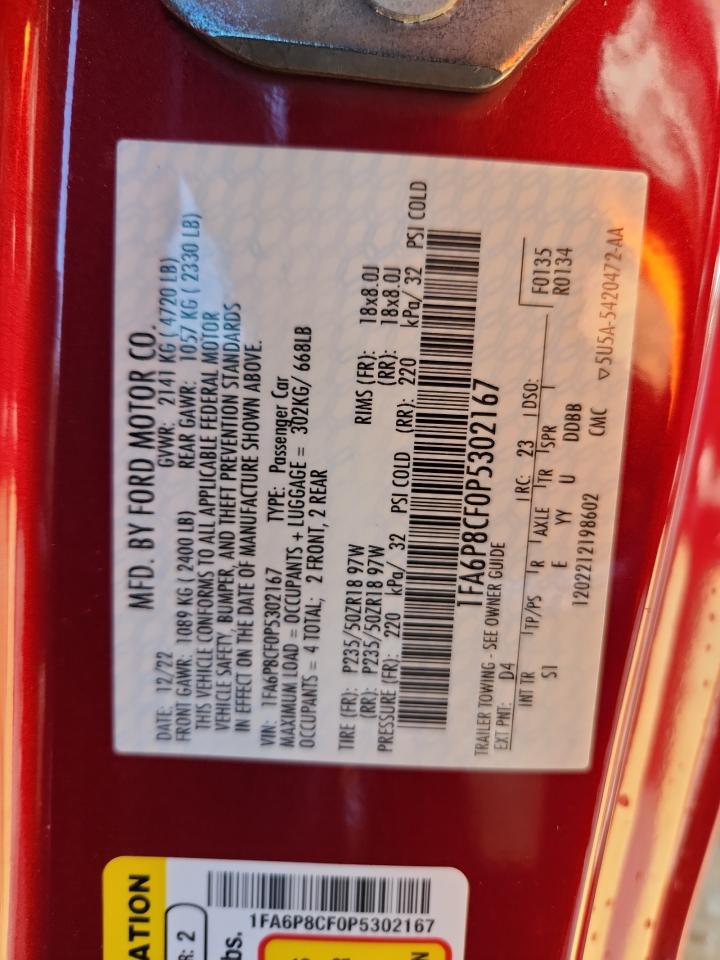 MFD. BY FORD MOTOR CO.
DATE: 12/22 GVWR: 2141 KG ( 4720 LB)
FRONT GAWR: 1089 KG ( 2400 LB) REAR GAWR: 1057 KG ( 2330 LB)
THIS VEHICLE CONFORMS TO ALL APPLICABLE FEDERAL MOTOR
VEHICLE SAFETY, BUMPER, AND THEFT PREVENTION STANDARDS
IN EFFECT ON THE DATE OF MANUFACTURE SHOWN ABOVE.
VIN: 1FA6P8CF0P5302167 TYPE: Passenger Car
MAXIMUM LOAD = OCCUPANTS + LUGGAGE = 302KG/ 668LB
OCCUPANTS = 4 TOTAL; 2 FRONT, 2 REAR
TIRE (FR): P235/50ZR18 97W RIMS (FR): 18x8.0J
(RR): P235/50ZR18 97W (RR): 18x8.0J
PRESSURE (FR): 220 kPa/ 32 PSI COLD (RR): 220 kPa/ 32 PSI COLD
1FA6P8CF0P5302167
TRAILER TOWING - SEE OWNER GUIDE
EXT PNT: D4 RC: 23 DSO: F0135
INT TR TP/PS R AXLE TR SPR R0134
S1 E YY U DDBB
1202212198602 CMC
▽5U5A-5420472-AA
ATION
R: 2
bs.
1FA6P8CF0P5302167
N